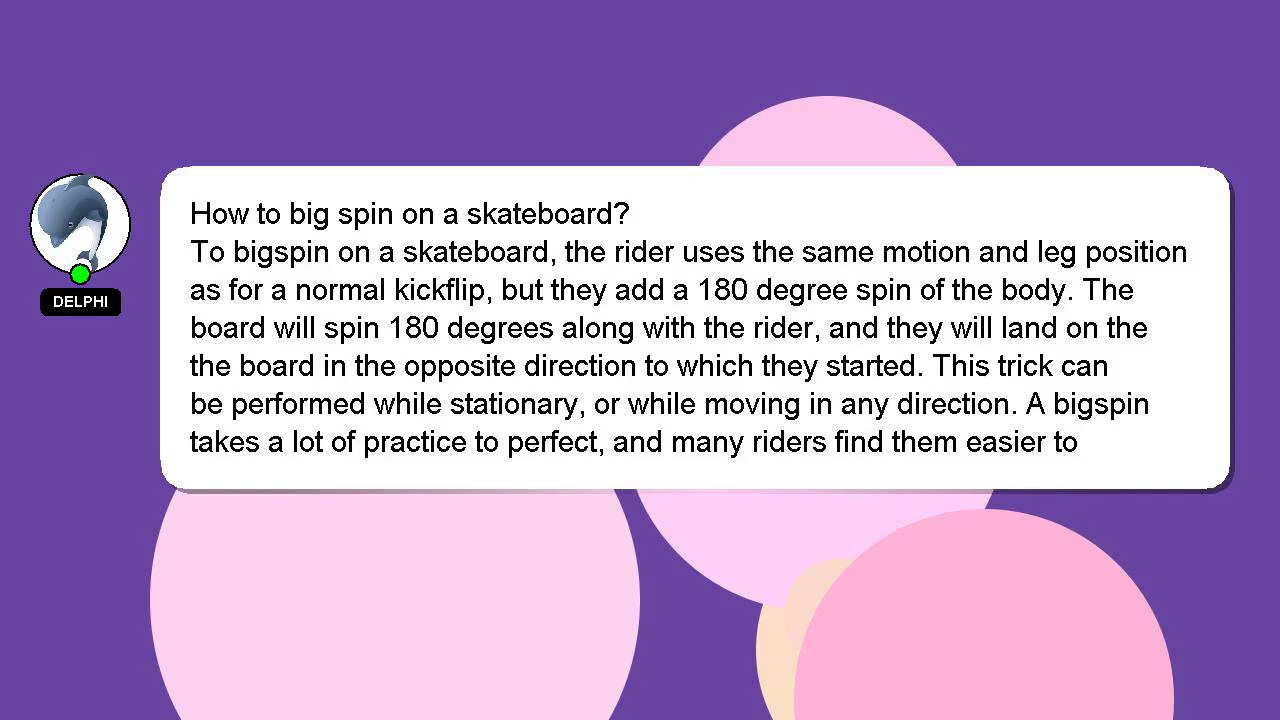 How to big spin on a skateboard?
To bigspin on a skateboard, the rider uses the same motion and leg position
as for a normal kickflip, but they add a 180 degree spin of the body. The
board will spin 180 degrees along with the rider, and they will land on the
the board in the opposite direction to which they started. This trick can
be performed while stationary, or while moving in any direction. A bigspin
takes a lot of practice to perfect, and many riders find them easier to
DELPHI